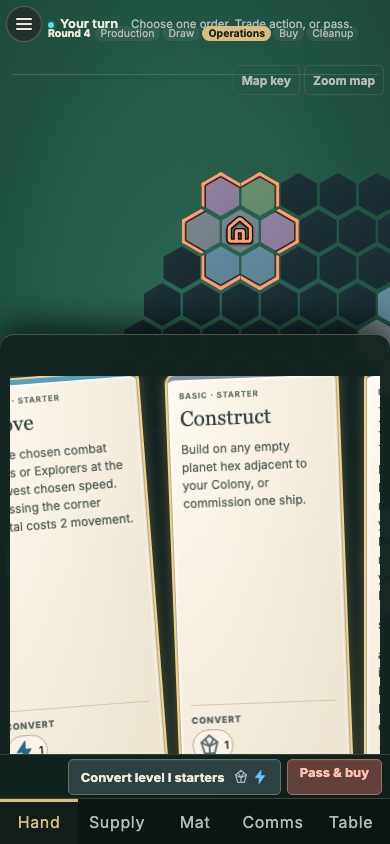 Your turn Choose one order, Trade action, or pass.
Round 4 Production Draw Operations Buy Cleanup
Map key Zoom map
· STARTER
ove
e chosen combat
s or Explorers at the
west chosen speed.
ssing the corner
tal costs 2 movement.
CONVERT
1
BASIC · STARTER
Construct
Build on any empty
planet hex adjacent to
your Colony, or
commission one ship.
CONVERT
1
Convert level I starters
Pass & buy
Hand Supply Mat Comms Table